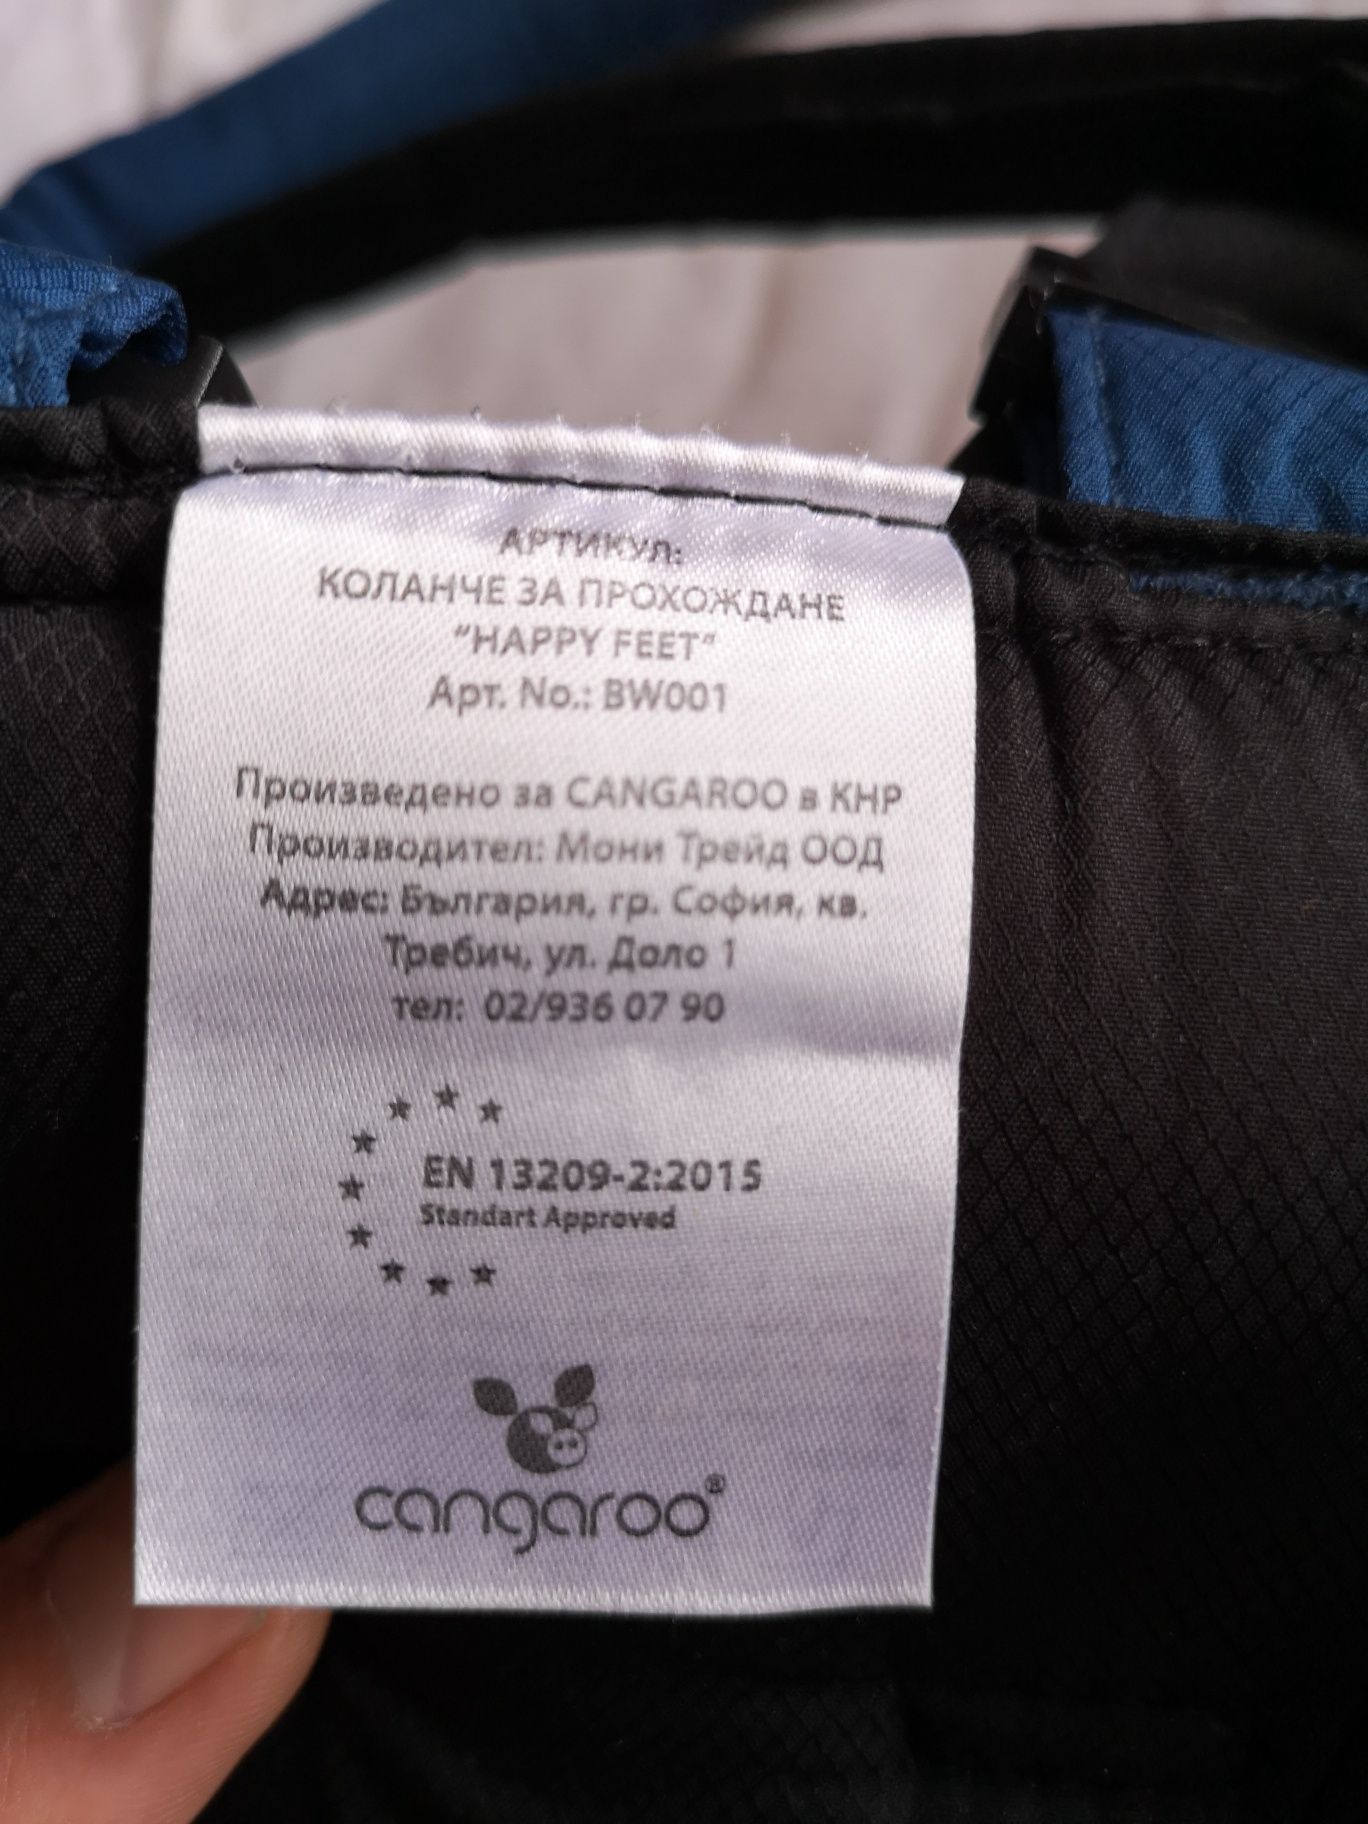 АРТИКУЛ:
КОЛАНЧЕ ЗА ПРОХОЖДАНЕ
"HAPPY FEET"
Арт. No.: BW001
Произведено за CANGAROO в КНР
Производител: Мони Трейд ООД
Адрес: България, гр. София, кв.
Требич, ул. Доло 1
тел: 02/936 07 90
EN 13209-2:2015
Standart Approved
cangaroo®